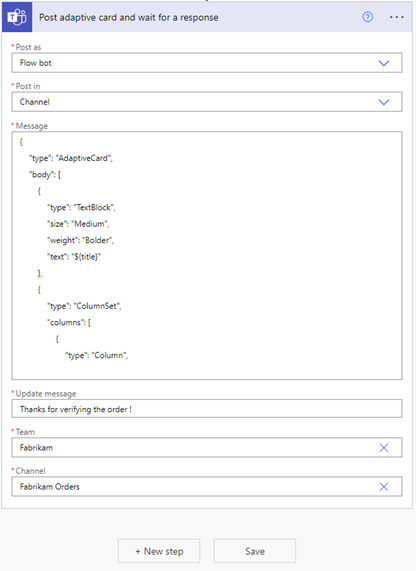 Post adaptive card and wait for a response
* Post as
Flow bot
* Post in
Channel
* Message
{
"type": "AdaptiveCard",
"body": [
{
"type": "TextBlock",
"size": "Medium",
"weight": "Bolder",
"text": "${title}"
},
{
"type": "ColumnSet",
"columns": [
{
"type": "Column",
* Update message
Thanks for verifying the order !
* Team
Fabrikam
* Channel
Fabrikam Orders
+ New step
Save